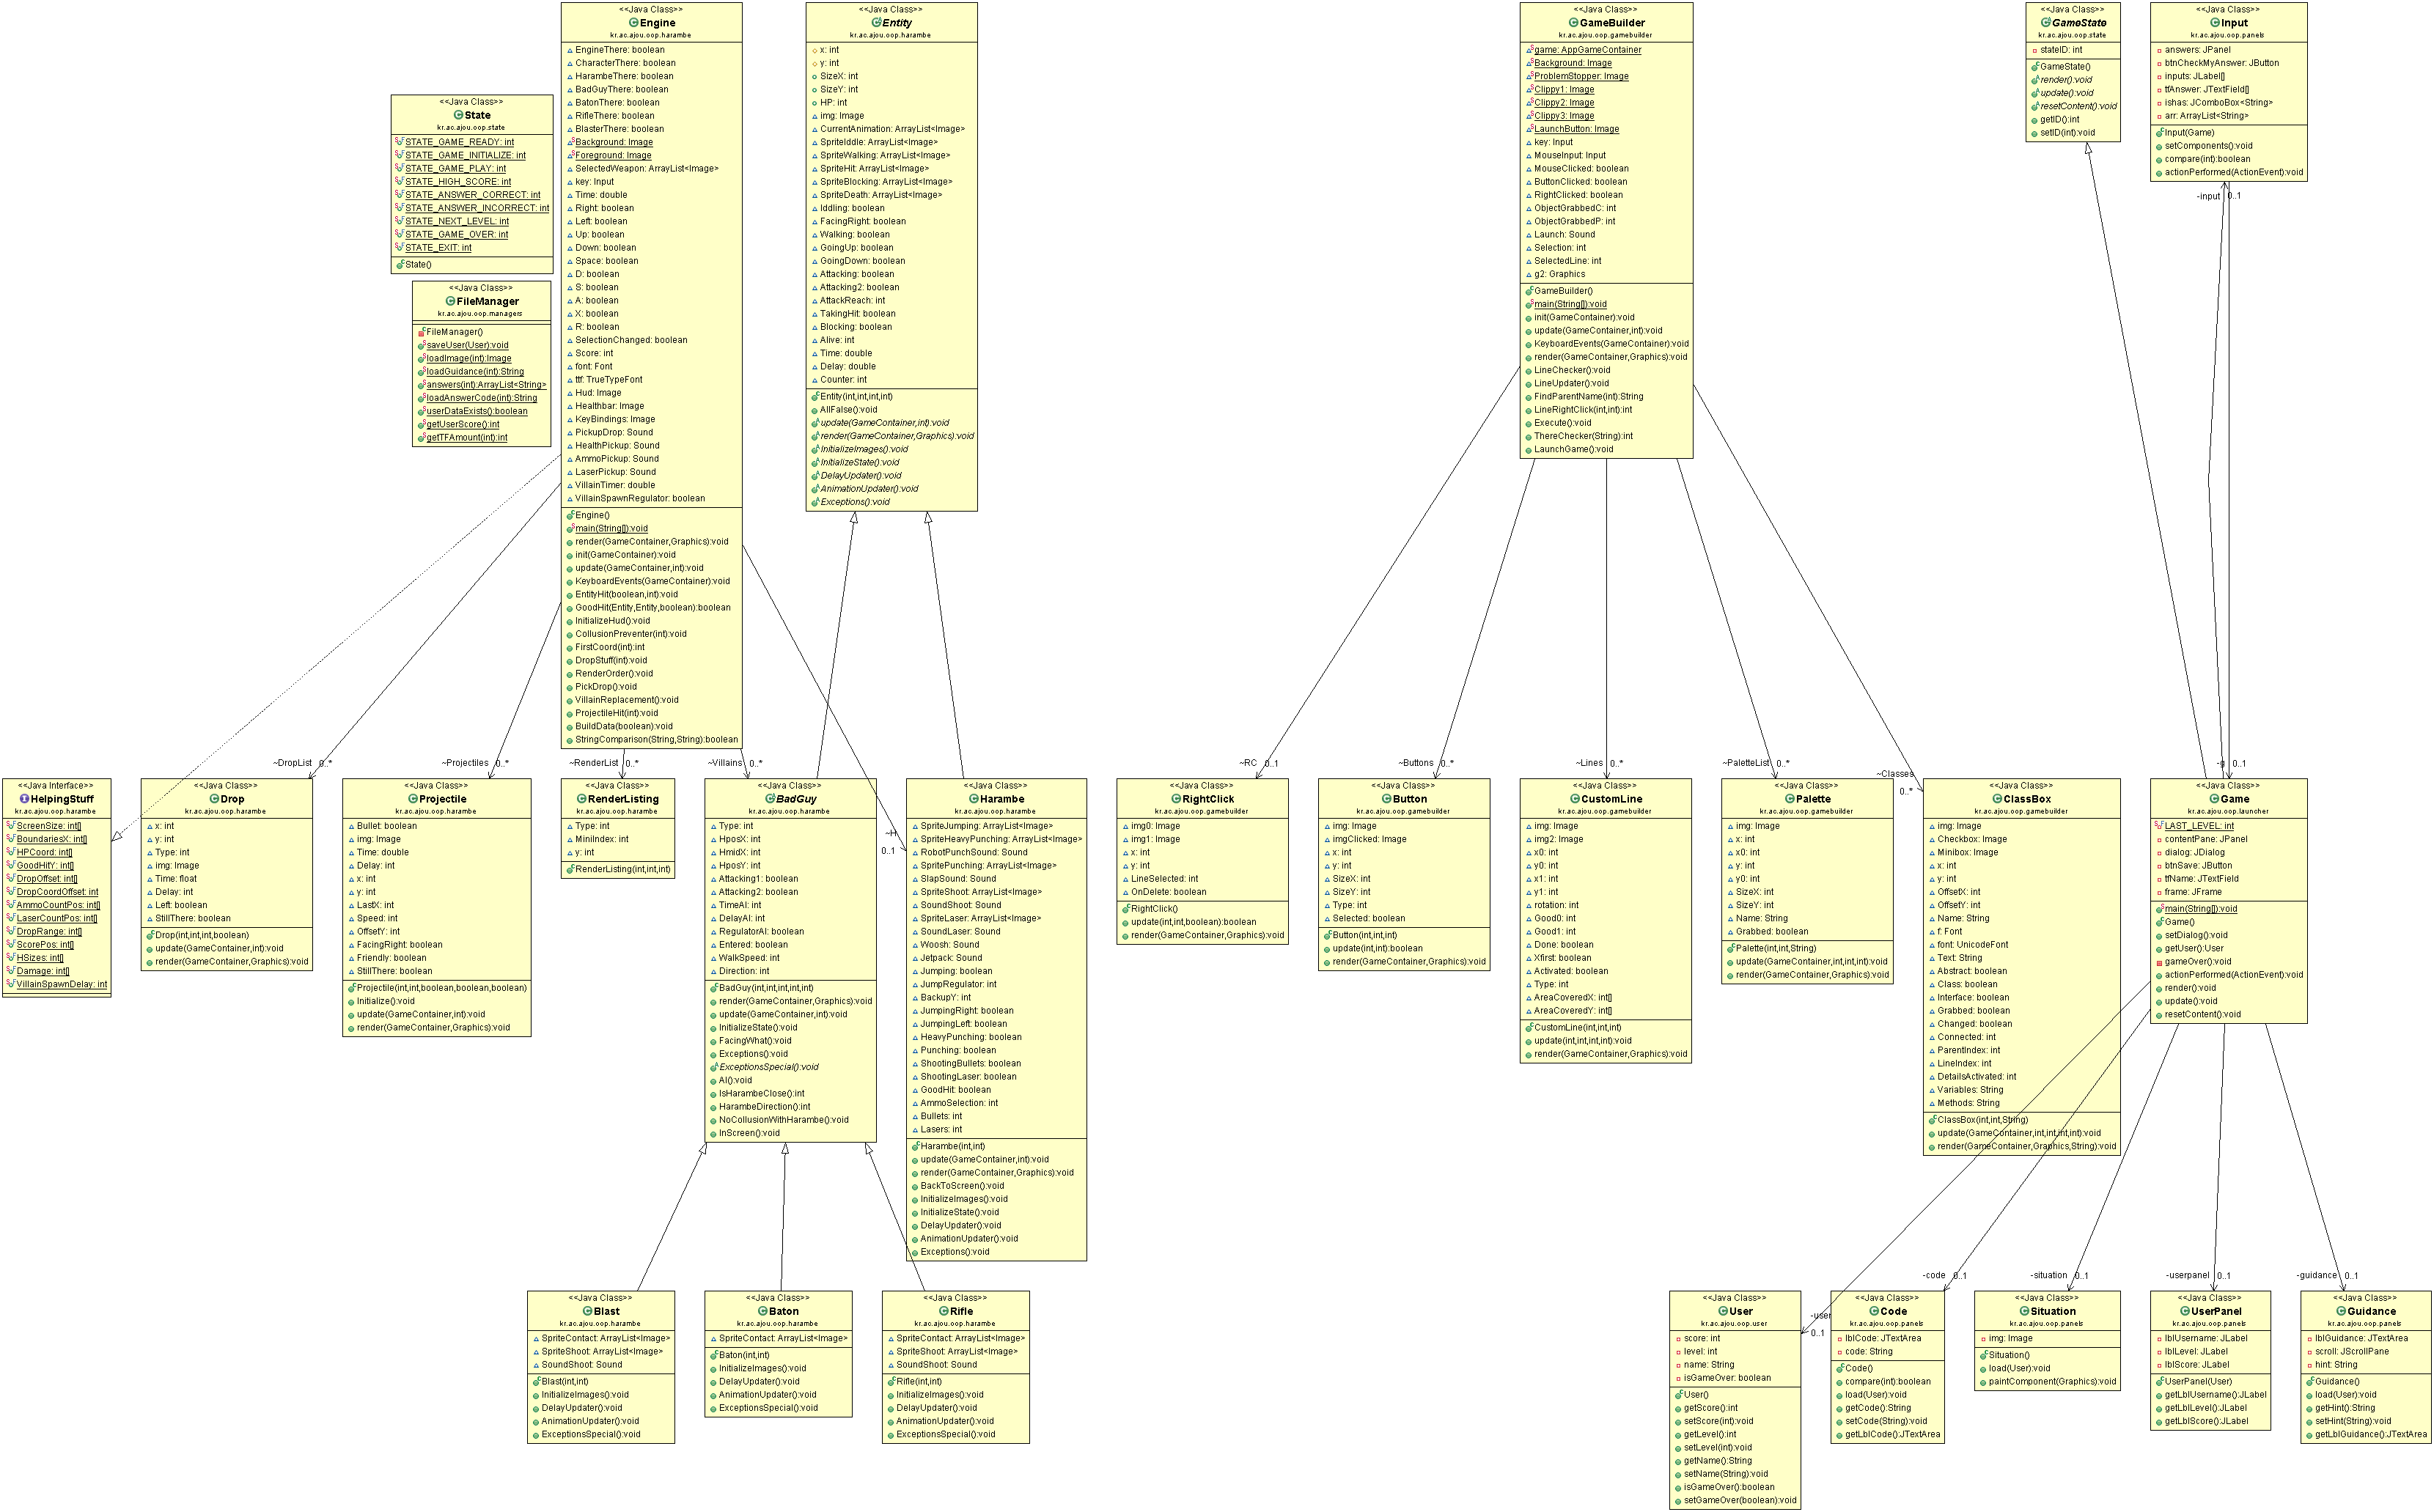 <<Java Class>>
Engine
kr.ac.ajou.oop.harambe
EngineThere: boolean
CharacterThere: boolean
HarambeThere: boolean
BadGuyThere: boolean
BatonThere: boolean
RifleThere: boolean
BlasterThere: boolean
Background: Image
Foreground: Image
SelectedWeapon: ArrayList<Image>
key: Input
Time: double
Right: boolean
Left: boolean
Up: boolean
Down: boolean
Space: boolean
D: boolean
S: boolean
A: boolean
X: boolean
R: boolean
SelectionChanged: boolean
Score: int
font: Font
ttf: TrueTypeFont
Hud: Image
Healthbar: Image
KeyBindings: Image
PickupDrop: Sound
HealthPickup: Sound
AmmoPickup: Sound
LaserPickup: Sound
VillainTimer: double
VillainSpawnRegulator: boolean
Engine()
main(String[]):void
render(GameContainer,Graphics):void
init(GameContainer):void
update(GameContainer,int):void
KeyboardEvents(GameContainer):void
EntityHit(boolean,int):void
GoodHit(Entity,Entity,boolean):boolean
InitializeHud():void
CollusionPreventer(int):void
FirstCoord(int):int
DropStuff(int):void
RenderOrder():void
PickDrop():void
VillainReplacement():void
ProjectileHit(int):void
BuildData(boolean):void
StringComparison(String,String):boolean
<<Java Class>>
Entity
kr.ac.ajou.oop.harambe
x: int
y: int
SizeX: int
SizeY: int
HP: int
img: Image
CurrentAnimation: ArrayList<Image>
SpriteIddle: ArrayList<Image>
SpriteWalking: ArrayList<Image>
SpriteHit: ArrayList<Image>
SpriteBlocking: ArrayList<Image>
SpriteDeath: ArrayList<Image>
Iddling: boolean
FacingRight: boolean
Walking: boolean
GoingUp: boolean
GoingDown: boolean
Attacking: boolean
Attacking2: boolean
AttackReach: int
TakingHit: boolean
Blocking: boolean
Alive: int
Time: double
Delay: double
Counter: int
Entity(int,int,int,int)
AllFalse():void
update(GameContainer,int):void
render(GameContainer,Graphics):void
InitializeImages():void
InitializeState():void
DelayUpdater():void
AnimationUpdater():void
Exceptions():void
<<Java Class>>
GameBuilder
kr.ac.ajou.oop.gamebuilder
game: AppGameContainer
Background: Image
ProblemStopper: Image
Clippy1: Image
Clippy2: Image
Clippy3: Image
LaunchButton: Image
key: Input
MouseInput: Input
MouseClicked: boolean
ButtonClicked: boolean
RightClicked: boolean
ObjectGrabbedC: int
ObjectGrabbedP: int
Launch: Sound
Selection: int
SelectedLine: int
g2: Graphics
GameBuilder()
main(String[]):void
init(GameContainer):void
update(GameContainer,int):void
KeyboardEvents(GameContainer):void
render(GameContainer,Graphics):void
LineChecker():void
LineUpdater():void
FindParentName(int):String
LineRightClick(int,int):int
Execute():void
ThereChecker(String):int
LaunchGame():void
<<Java Class>>
GameState
kr.ac.ajou.oop.state
stateID: int
GameState()
render():void
update():void
resetContent():void
getID():int
setID(int):void
<<Java Class>>
Input
kr.ac.ajou.oop.panels
answers: JPanel
btnCheckMyAnswer: JButton
inputs: JLabel[]
tfAnswer: JTextField[]
ishas: JComboBox<String>
arr: ArrayList<String>
Input(Game)
setComponents():void
compare(int):boolean
actionPerformed(ActionEvent):void
-input 0..1
<<Java Class>>
State
kr.ac.ajou.oop.state
STATE_GAME_READY: int
STATE_GAME_INITIALIZE: int
STATE_GAME_PLAY: int
STATE_HIGH_SCORE: int
STATE_ANSWER_CORRECT: int
STATE_ANSWER_INCORRECT: int
STATE_NEXT_LEVEL: int
STATE_GAME_OVER: int
STATE_EXIT: int
State()
<<Java Class>>
FileManager
kr.ac.ajou.oop.managers
FileManager()
saveUser(User):void
loadImage(int):Image
loadGuidance(int):String
answers(int):ArrayList<String>
loadAnswerCode(int):String
userDataExists():boolean
getUserScore():int
getTFAmount(int):int
~DropList 0..*
~Projectiles 0..*
~RenderList 0..*
~Villains 0..*
~H
0..1
~RC 0..1
~Buttons 0..*
~Lines 0..*
~PaletteList 0..*
~Classes
0..*
-g 0..1
<<Java Interface>>
HelpingStuff
kr.ac.ajou.oop.harambe
ScreenSize: int[]
BoundariesX: int[]
HPCoord: int[]
GoodHitY: int[]
DropOffset: int[]
DropCoordOffset: int
AmmoCountPos: int[]
LaserCountPos: int[]
DropRange: int[]
ScorePos: int[]
HSizes: int[]
Damage: int[]
VillainSpawnDelay: int
<<Java Class>>
Drop
kr.ac.ajou.oop.harambe
x: int
y: int
Type: int
img: Image
Time: float
Delay: int
Left: boolean
StillThere: boolean
Drop(int,int,int,boolean)
update(GameContainer,int):void
render(GameContainer,Graphics):void
<<Java Class>>
Projectile
kr.ac.ajou.oop.harambe
Bullet: boolean
img: Image
Time: double
Delay: int
x: int
y: int
LastX: int
Speed: int
OffsetY: int
FacingRight: boolean
Friendly: boolean
StillThere: boolean
Projectile(int,int,boolean,boolean,boolean)
Initialize():void
update(GameContainer,int):void
render(GameContainer,Graphics):void
<<Java Class>>
RenderListing
kr.ac.ajou.oop.harambe
Type: int
MiniIndex: int
y: int
RenderListing(int,int,int)
<<Java Class>>
BadGuy
kr.ac.ajou.oop.harambe
Type: int
HposX: int
HmidX: int
HposY: int
Attacking1: boolean
Attacking2: boolean
TimeAI: int
DelayAI: int
RegulatorAI: boolean
Entered: boolean
WalkSpeed: int
Direction: int
BadGuy(int,int,int,int,int)
render(GameContainer,Graphics):void
update(GameContainer,int):void
InitializeState():void
FacingWhat():void
Exceptions():void
ExceptionsSpecial():void
AI():void
IsHarambeClose():int
HarambeDirection():int
NoCollusionWithHarambe():void
InScreen():void
<<Java Class>>
Harambe
kr.ac.ajou.oop.harambe
SpriteJumping: ArrayList<Image>
SpriteHeavyPunching: ArrayList<Image>
RobotPunchSound: Sound
SpritePunching: ArrayList<Image>
SlapSound: Sound
SpriteShoot: ArrayList<Image>
SoundShoot: Sound
SpriteLaser: ArrayList<Image>
SoundLaser: Sound
Woosh: Sound
Jetpack: Sound
Jumping: boolean
JumpRegulator: int
BackupY: int
JumpingRight: boolean
JumpingLeft: boolean
HeavyPunching: boolean
Punching: boolean
ShootingBullets: boolean
ShootingLaser: boolean
GoodHit: boolean
AmmoSelection: int
Bullets: int
Lasers: int
Harambe(int,int)
update(GameContainer,int):void
render(GameContainer,Graphics):void
BackToScreen():void
InitializeImages():void
InitializeState():void
DelayUpdater():void
AnimationUpdater():void
Exceptions():void
<<Java Class>>
RightClick
kr.ac.ajou.oop.gamebuilder
img0: Image
img1: Image
x: int
y: int
LineSelected: int
OnDelete: boolean
RightClick()
update(int,int,boolean):boolean
render(GameContainer,Graphics):void
<<Java Class>>
Button
kr.ac.ajou.oop.gamebuilder
img: Image
imgClicked: Image
x: int
y: int
SizeX: int
SizeY: int
Type: int
Selected: boolean
Button(int,int,int)
update(int,int):boolean
render(GameContainer,Graphics):void
<<Java Class>>
CustomLine
kr.ac.ajou.oop.gamebuilder
img: Image
img2: Image
x0: int
y0: int
x1: int
y1: int
rotation: int
Good0: int
Good1: int
Done: boolean
Xfirst: boolean
Activated: boolean
Type: int
AreaCoveredX: int[]
AreaCoveredY: int[]
CustomLine(int,int,int)
update(int,int,int,int):void
render(GameContainer,Graphics):void
<<Java Class>>
Palette
kr.ac.ajou.oop.gamebuilder
img: Image
x: int
x0: int
y: int
y0: int
SizeX: int
SizeY: int
Name: String
Grabbed: boolean
Palette(int,int,String)
update(GameContainer,int,int,int):void
render(GameContainer,Graphics):void
<<Java Class>>
ClassBox
kr.ac.ajou.oop.gamebuilder
img: Image
Checkbox: Image
Minibox: Image
x: int
y: int
OffsetX: int
OffsetY: int
Name: String
f: Font
font: UnicodeFont
Text: String
Abstract: boolean
Class: boolean
Interface: boolean
Grabbed: boolean
Changed: boolean
Connected: int
ParentIndex: int
LineIndex: int
DetailsActivated: int
Variables: String
Methods: String
ClassBox(int,int,String)
update(GameContainer,int,int,int,int):void
render(GameContainer,Graphics,String):void
<<Java Class>>
Game
kr.ac.ajou.oop.launcher
LAST_LEVEL: int
contentPane: JPanel
dialog: JDialog
btnSave: JButton
tfName: JTextField
frame: JFrame
main(String[]):void
Game()
setDialog():void
getUser():User
gameOver():void
actionPerformed(ActionEvent):void
render():void
update():void
resetContent():void
-user
0..1
-code 0..1
-situation 0..1
-userpanel 0..1
-guidance 0..1
<<Java Class>>
Blast
kr.ac.ajou.oop.harambe
SpriteContact: ArrayList<Image>
SpriteShoot: ArrayList<Image>
SoundShoot: Sound
Blast(int,int)
InitializeImages():void
DelayUpdater():void
AnimationUpdater():void
ExceptionsSpecial():void
<<Java Class>>
Baton
kr.ac.ajou.oop.harambe
SpriteContact: ArrayList<Image>
Baton(int,int)
InitializeImages():void
DelayUpdater():void
AnimationUpdater():void
ExceptionsSpecial():void
<<Java Class>>
Rifle
kr.ac.ajou.oop.harambe
SpriteContact: ArrayList<Image>
SpriteShoot: ArrayList<Image>
SoundShoot: Sound
Rifle(int,int)
InitializeImages():void
DelayUpdater():void
AnimationUpdater():void
ExceptionsSpecial():void
<<Java Class>>
User
kr.ac.ajou.oop.user
score: int
level: int
name: String
isGameOver: boolean
User()
getScore():int
setScore(int):void
getLevel():int
setLevel(int):void
getName():String
setName(String):void
isGameOver():boolean
setGameOver(boolean):void
<<Java Class>>
Code
kr.ac.ajou.oop.panels
lblCode: JTextArea
code: String
Code()
compare(int):boolean
load(User):void
getCode():String
setCode(String):void
getLblCode():JTextArea
<<Java Class>>
Situation
kr.ac.ajou.oop.panels
img: Image
Situation()
load(User):void
paintComponent(Graphics):void
<<Java Class>>
UserPanel
kr.ac.ajou.oop.panels
lblUsername: JLabel
lblLevel: JLabel
lblScore: JLabel
UserPanel(User)
getLblUsername():JLabel
getLblLevel():JLabel
getLblScore():JLabel
<<Java Class>>
Guidance
kr.ac.ajou.oop.panels
lblGuidance: JTextArea
scroll: JScrollPane
hint: String
Guidance()
load(User):void
getHint():String
setHint(String):void
getLblGuidance():JTextArea